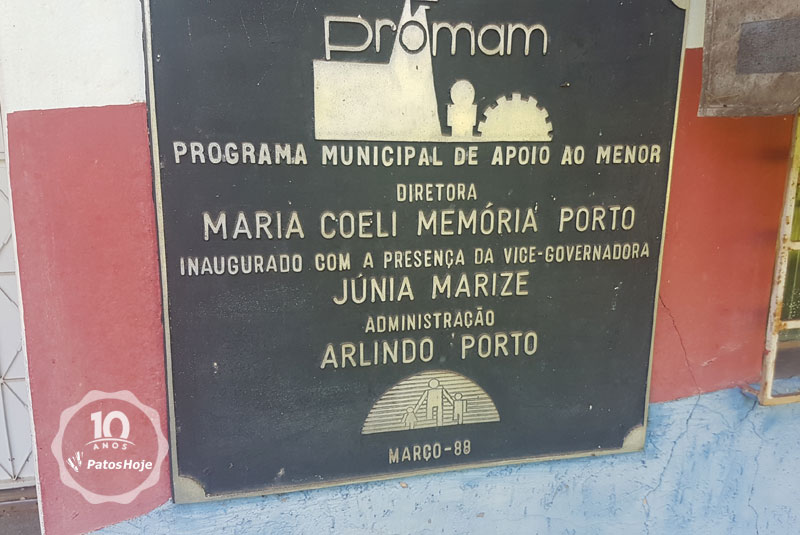 promam
PROGRAMA MUNICIPAL DE APOIO AO MENOR
DIRETORA
MARIA COELI MEMÓRIA PORTO
INAUGURADO COM A PRESENÇA DA VICE-GOVERNADORA
JÚNIA MARIZE
ADMINISTRAÇÃO
ARLINDO PORTO
MARÇO-89
10
ANOS
PatosHoje